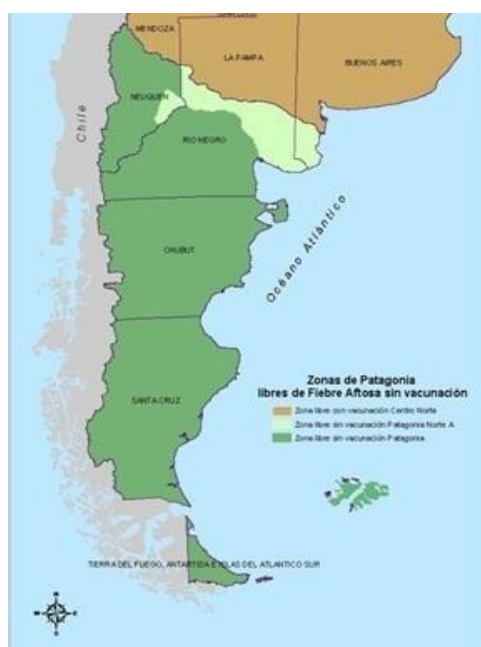 MENDOZA
LA PAMPA
BUENOS AIRES
Chile
NEUQUEN
RIO NEGRO
Océano Atlántico
CHUBUT
Zonas de Patagonia
libres de Fiebre Aftosa sin vacunación
Zona libre con vacunación Centro Norte
Zona libre sin vacunación Patagonia Norte A
Zona libre sin vacunación Patagonia
SANTA CRUZ
TIERRA DEL FUEGO, ANTARTIDA E ISLAS DEL ATLANTICO SUR
N
W
E
S